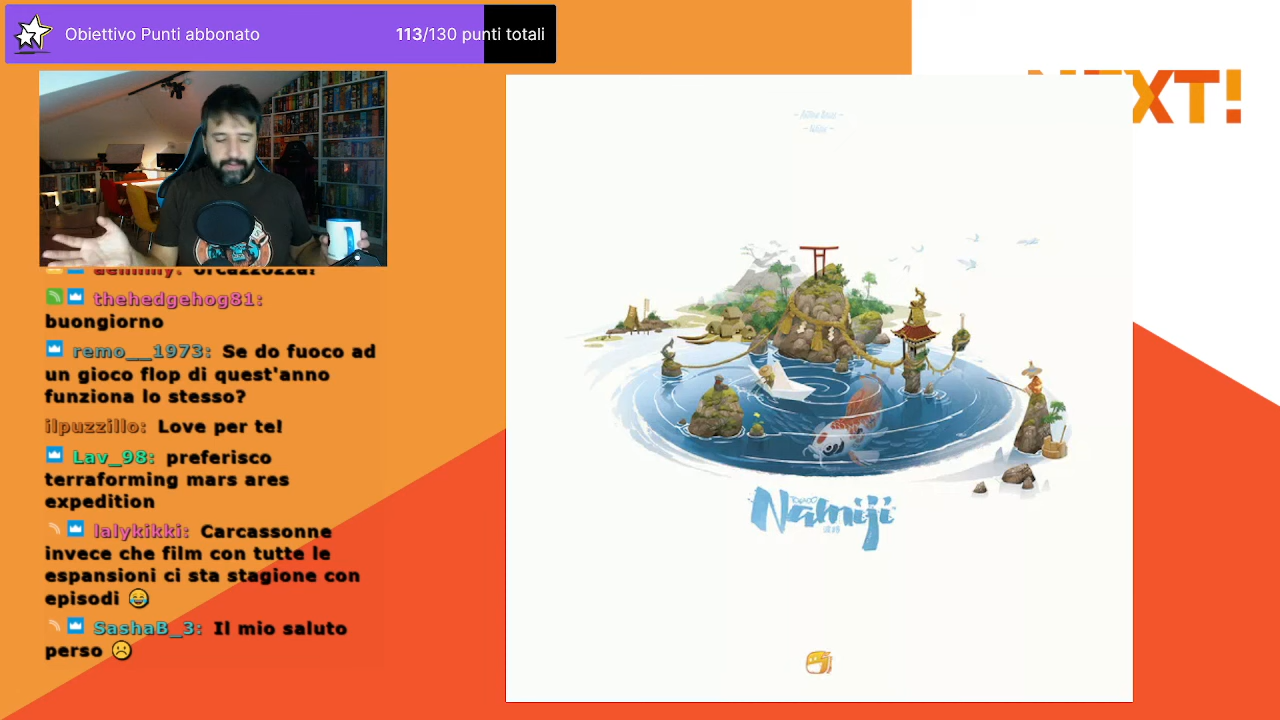 Obiettivo Punti abbonato 113/130 punti totali
NEXT!
thehedgehog81:
buongiorno
remo__1973: Se do fuoco ad
un gioco flop di quest'anno
funziona lo stesso?
ilpuzzillo: Love per te!
Lav_98: preferisco
terraforming mars ares
expedition
lalykikki: Carcassonne
invece che film con tutte le
espansioni ci sta stagione con
episodi 😂
SashaB_3: Il mio saluto
perso ☹️
Namiji